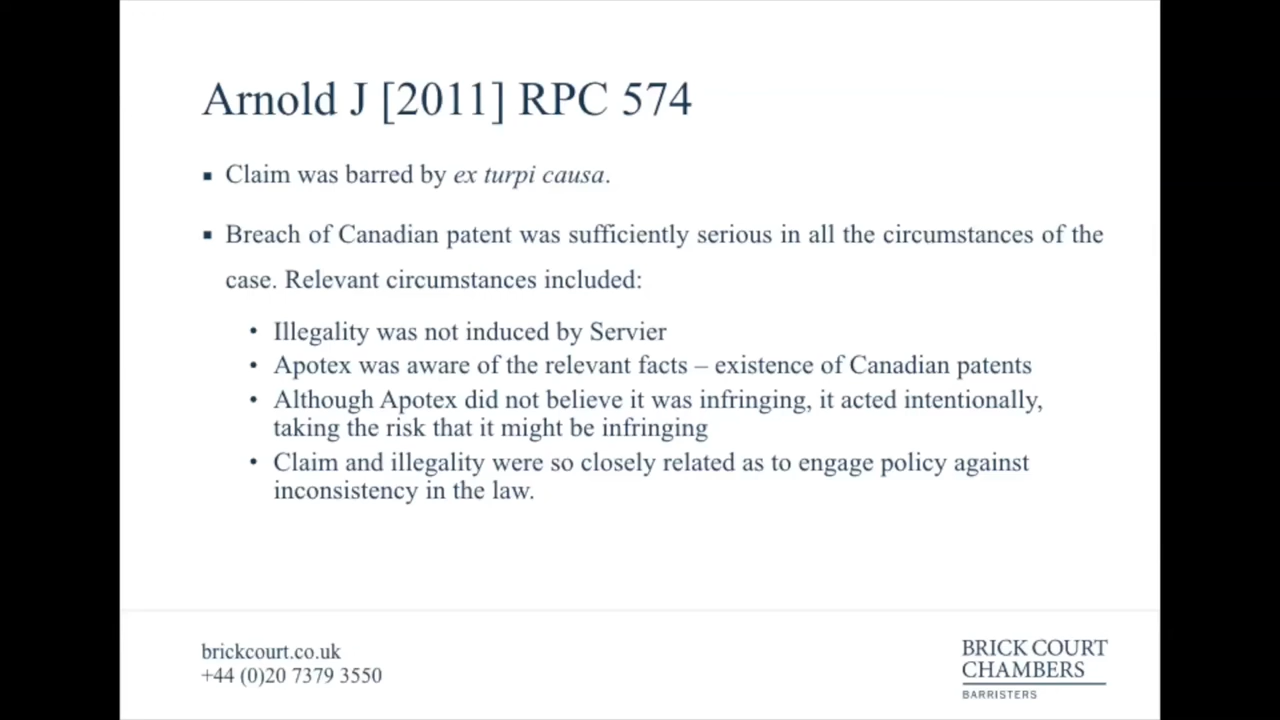 Arnold J [2011] RPC 574
▪ Claim was barred by ex turpi causa.
▪ Breach of Canadian patent was sufficiently serious in all the circumstances of the
case. Relevant circumstances included:
• Illegality was not induced by Servier
• Apotex was aware of the relevant facts – existence of Canadian patents
• Although Apotex did not believe it was infringing, it acted intentionally,
taking the risk that it might be infringing
• Claim and illegality were so closely related as to engage policy against
inconsistency in the law.
brickcourt.co.uk
+44 (0)20 7379 3550
BRICK COURT
CHAMBERS
BARRISTERS